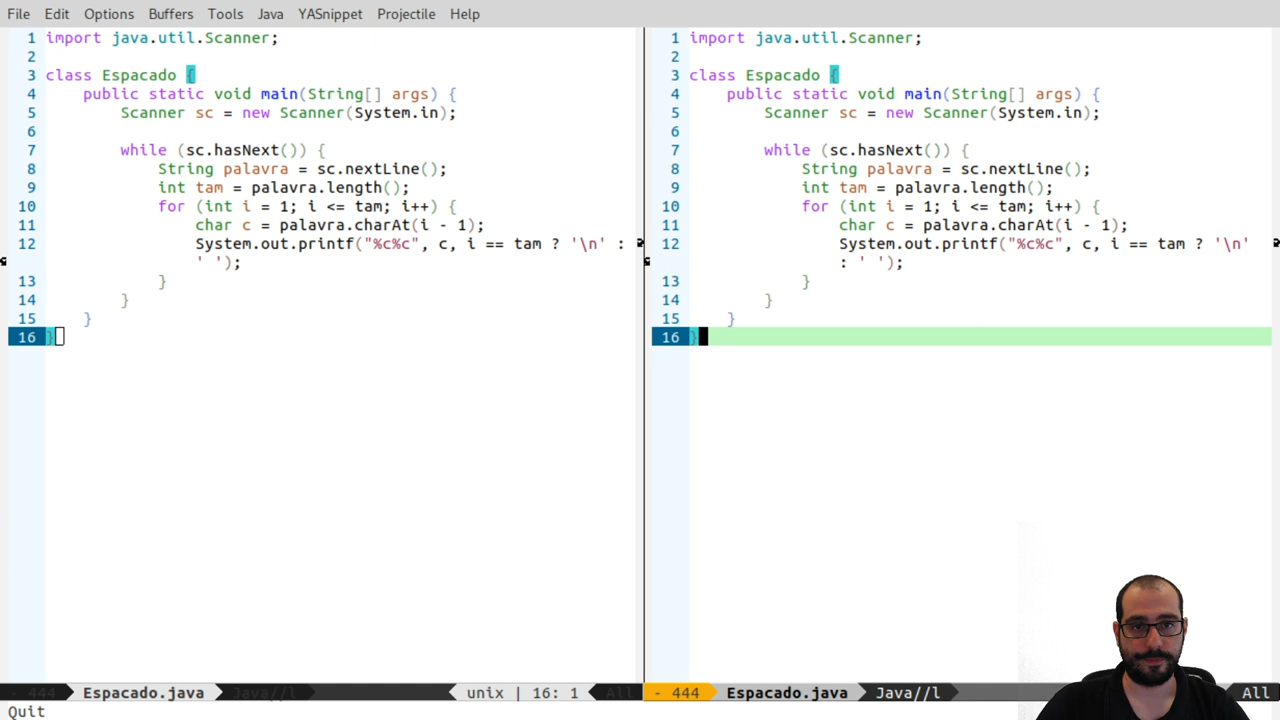 File Edit Options Buffers Tools Java YASnippet Projectile Help
1 import java.util.Scanner;
2
3 class Espacado {
4 public static void main(String[] args) {
5 Scanner sc = new Scanner(System.in);
6
7 while (sc.hasNext()) {
8 String palavra = sc.nextLine();
9 int tam = palavra.length();
10 for (int i = 1; i <= tam; i++) {
11 char c = palavra.charAt(i - 1);
12 System.out.printf("%c%c", c, i == tam ? '\n' :
' ');
13 }
14 }
15 }
16 }
- 444 Espacado.java Java//l unix | 16: 1 All
1 import java.util.Scanner;
2
3 class Espacado {
4 public static void main(String[] args) {
5 Scanner sc = new Scanner(System.in);
6
7 while (sc.hasNext()) {
8 String palavra = sc.nextLine();
9 int tam = palavra.length();
10 for (int i = 1; i <= tam; i++) {
11 char c = palavra.charAt(i - 1);
12 System.out.printf("%c%c", c, i == tam ? '\n'
: ' ');
13 }
14 }
15 }
16 }
- 444 Espacado.java Java//l All
Quit